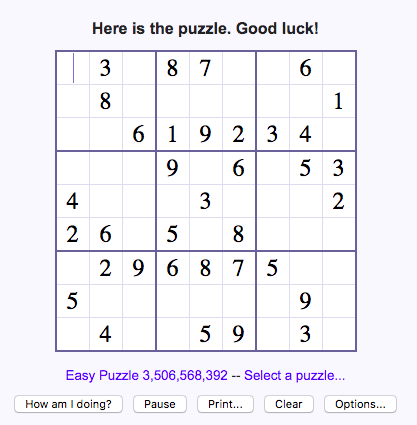 Here is the puzzle. Good luck!
3 8 7 6
8 1
6 1 9 2 3 4
9 6 5 3
4 3 2
2 6 5 8
2 9 6 8 7 5
5 9
4 5 9 3
Easy Puzzle 3,506,568,392 -- Select a puzzle...
How am I doing? Pause Print... Clear Options...